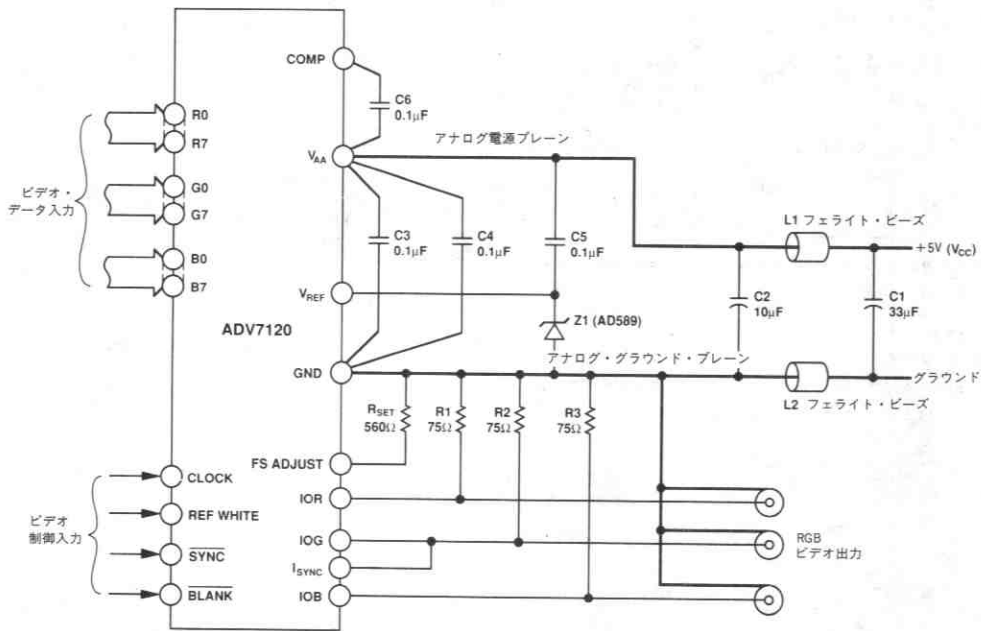 COMP
C6
0.1μF
R0
R7
アナログ電源プレーン
V_AA
ビデオ・
データ入力
G0
G7
L1 フェライト・ビーズ
C3
0.1μF
C4
0.1μF
C5
0.1μF
+5V (V_CC)
B0
B7
C2
10μF
C1
33μF
V_REF
ADV7120
Z1 (AD589)
アナログ・グラウンド・プレーン
GND
グラウンド
L2 フェライト・ビーズ
R_SET
560Ω
R1
75Ω
R2
75Ω
R3
75Ω
FS ADJUST
CLOCK
IOR
ビデオ
制御入力
REF WHITE
IOG
RGB
ビデオ出力
SYNC
I_SYNC
BLANK
IOB